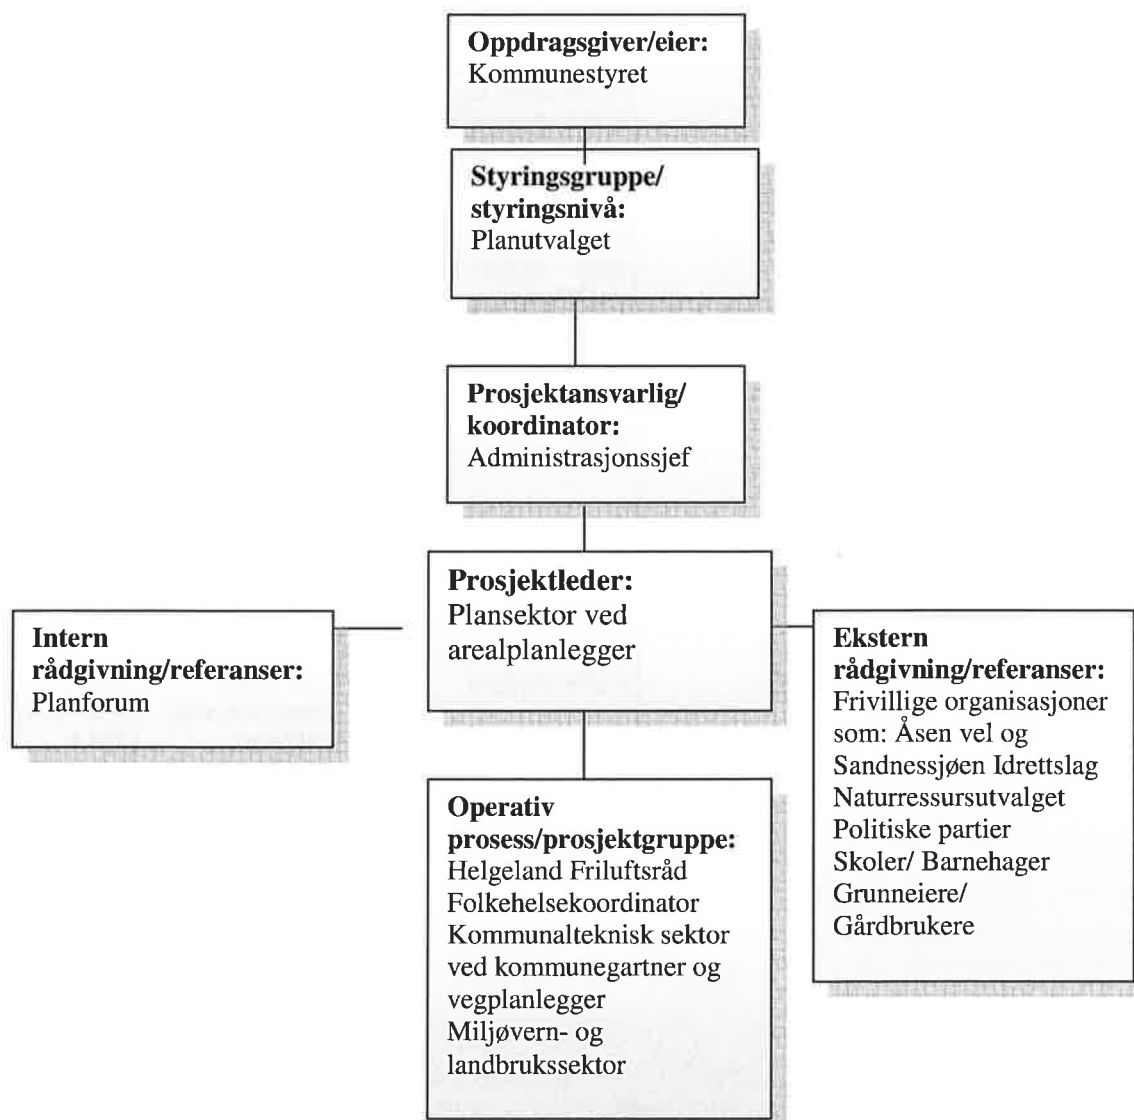 Oppdragsgiver/eier:
Kommunestyret
Styringsgruppe/
styringsnivå:
Planutvalget
Prosjektansvarlig/
koordinator:
Administrasjonssjef
Prosjektleder:
Plansektor ved
arealplanlegger
Intern
rådgivning/referanser:
Planforum
Ekstern
rådgivning/referanser:
Frivillige organisasjoner
som: Åsen vel og
Sandnessjøen Idrettslag
Naturressursutvalget
Politiske partier
Skoler/ Barnehager
Grunneiere/
Gårdbrukere
Operativ
prosess/prosjektgruppe:
Helgeland Friluftsråd
Folkehelsekoordinator
Kommunalteknisk sektor
ved kommunegartner og
vegplanlegger
Miljøvern- og
landbrukssektor